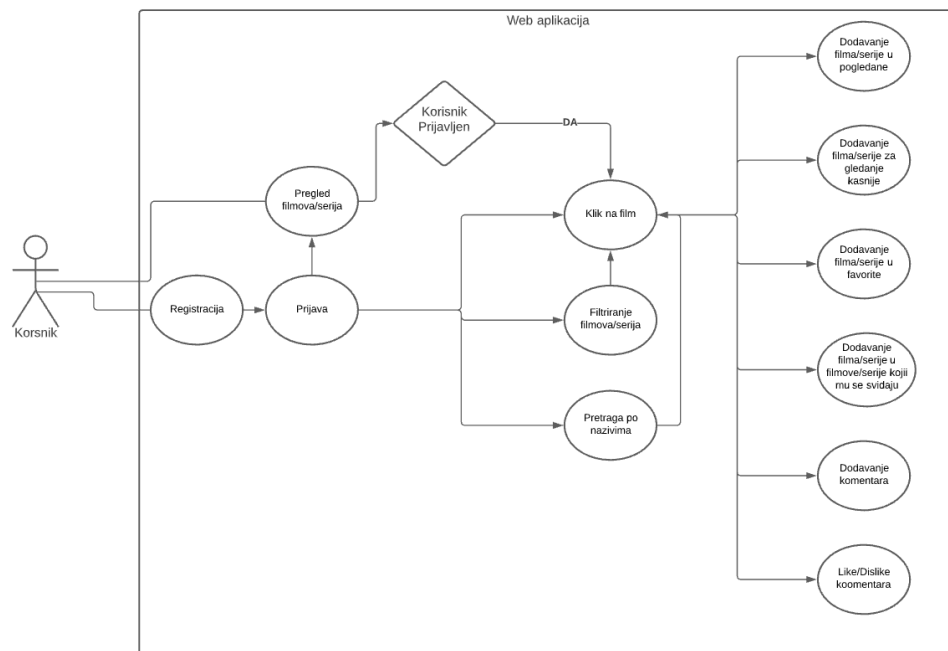 Web aplikacija
Korsnik
Registracija
Prijava
Pregled
filmova/serija
Korisnik
Prijavljen
DA
Klik na film
Filtriranje
filmova/serija
Pretraga po
nazivima
Dodavanje
filma/serije u
pogledane
Dodavanje
filma/serije za
gledanje
kasnije
Dodavanje
filma/serije u
favorite
Dodavanje
filma/serije u
filmove/serije kojii
mu se svidaju
Dodavanje
komentara
Like/Dislike
koomentara